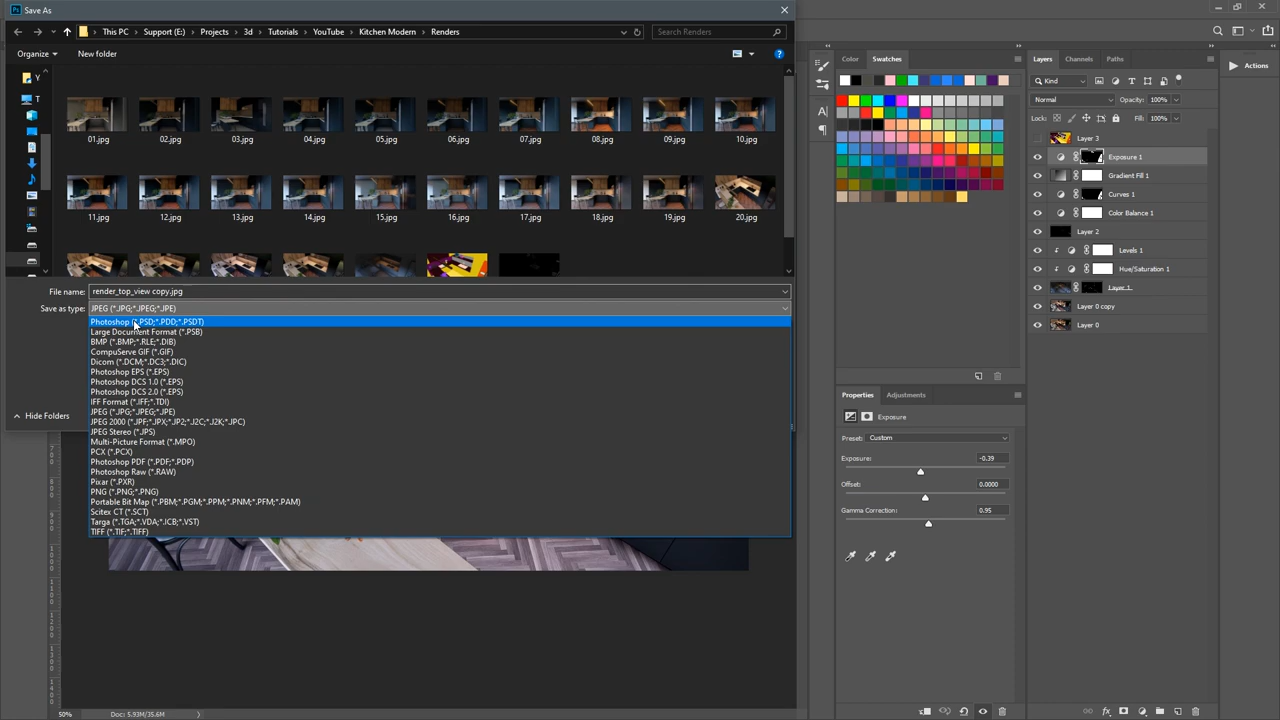 Save As
This PC > Support (E:) > Projects > 3d > Tutorials > YouTube > Kitchen Modern > Renders
Search Renders
Organize
New folder
Y
T
01.jpg 02.jpg 03.jpg 04.jpg 05.jpg 06.jpg 07.jpg 08.jpg 09.jpg 10.jpg
11.jpg 12.jpg 13.jpg 14.jpg 15.jpg 16.jpg 17.jpg 18.jpg 19.jpg 20.jpg
File name: render_top_view copy.jpg
Save as type: JPEG (*.JPG;*.JPEG;*.JPE)
Photoshop (*.PSD;*.PDD;*.PSDT)
Large Document Format (*.PSB)
BMP (*.BMP;*.RLE;*.DIB)
CompuServe GIF (*.GIF)
Dicom (*.DCM;*.DC3;*.DIC)
Photoshop EPS (*.EPS)
Photoshop DCS 1.0 (*.EPS)
Photoshop DCS 2.0 (*.EPS)
IFF Format (*.IFF;*.TDI)
JPEG (*.JPG;*.JPEG;*.JPE)
JPEG 2000 (*.JPF;*.JPX;*.JP2;*.J2C;*.J2K;*.JPC)
JPEG Stereo (*.JPS)
Multi-Picture Format (*.MPO)
PCX (*.PCX)
Photoshop PDF (*.PDF;*.PDP)
Photoshop Raw (*.RAW)
Pixar (*.PXR)
PNG (*.PNG;*.PNG)
Portable Bit Map (*.PBM;*.PGM;*.PPM;*.PNM;*.PFM;*.PAM)
Scitex CT (*.SCT)
Targa (*.TGA;*.VDA;*.ICB;*.VST)
TIFF (*.TIF;*.TIFF)
Hide Folders
50%
Doc: 5.93M/35.6M
Color
Swatches
Properties
Adjustments
Exposure
Preset: Custom
Exposure: -0.39
Offset: 0.0000
Gamma Correction: 0.95
Layers
Channels
Paths
Kind
Normal
Opacity: 100%
Lock:
Fill: 100%
Layer 3
Exposure 1
Gradient Fill 1
Curves 1
Color Balance 1
Layer 2
Levels 1
Hue/Saturation 1
Layer 1
Layer 0 copy
Layer 0
Actions